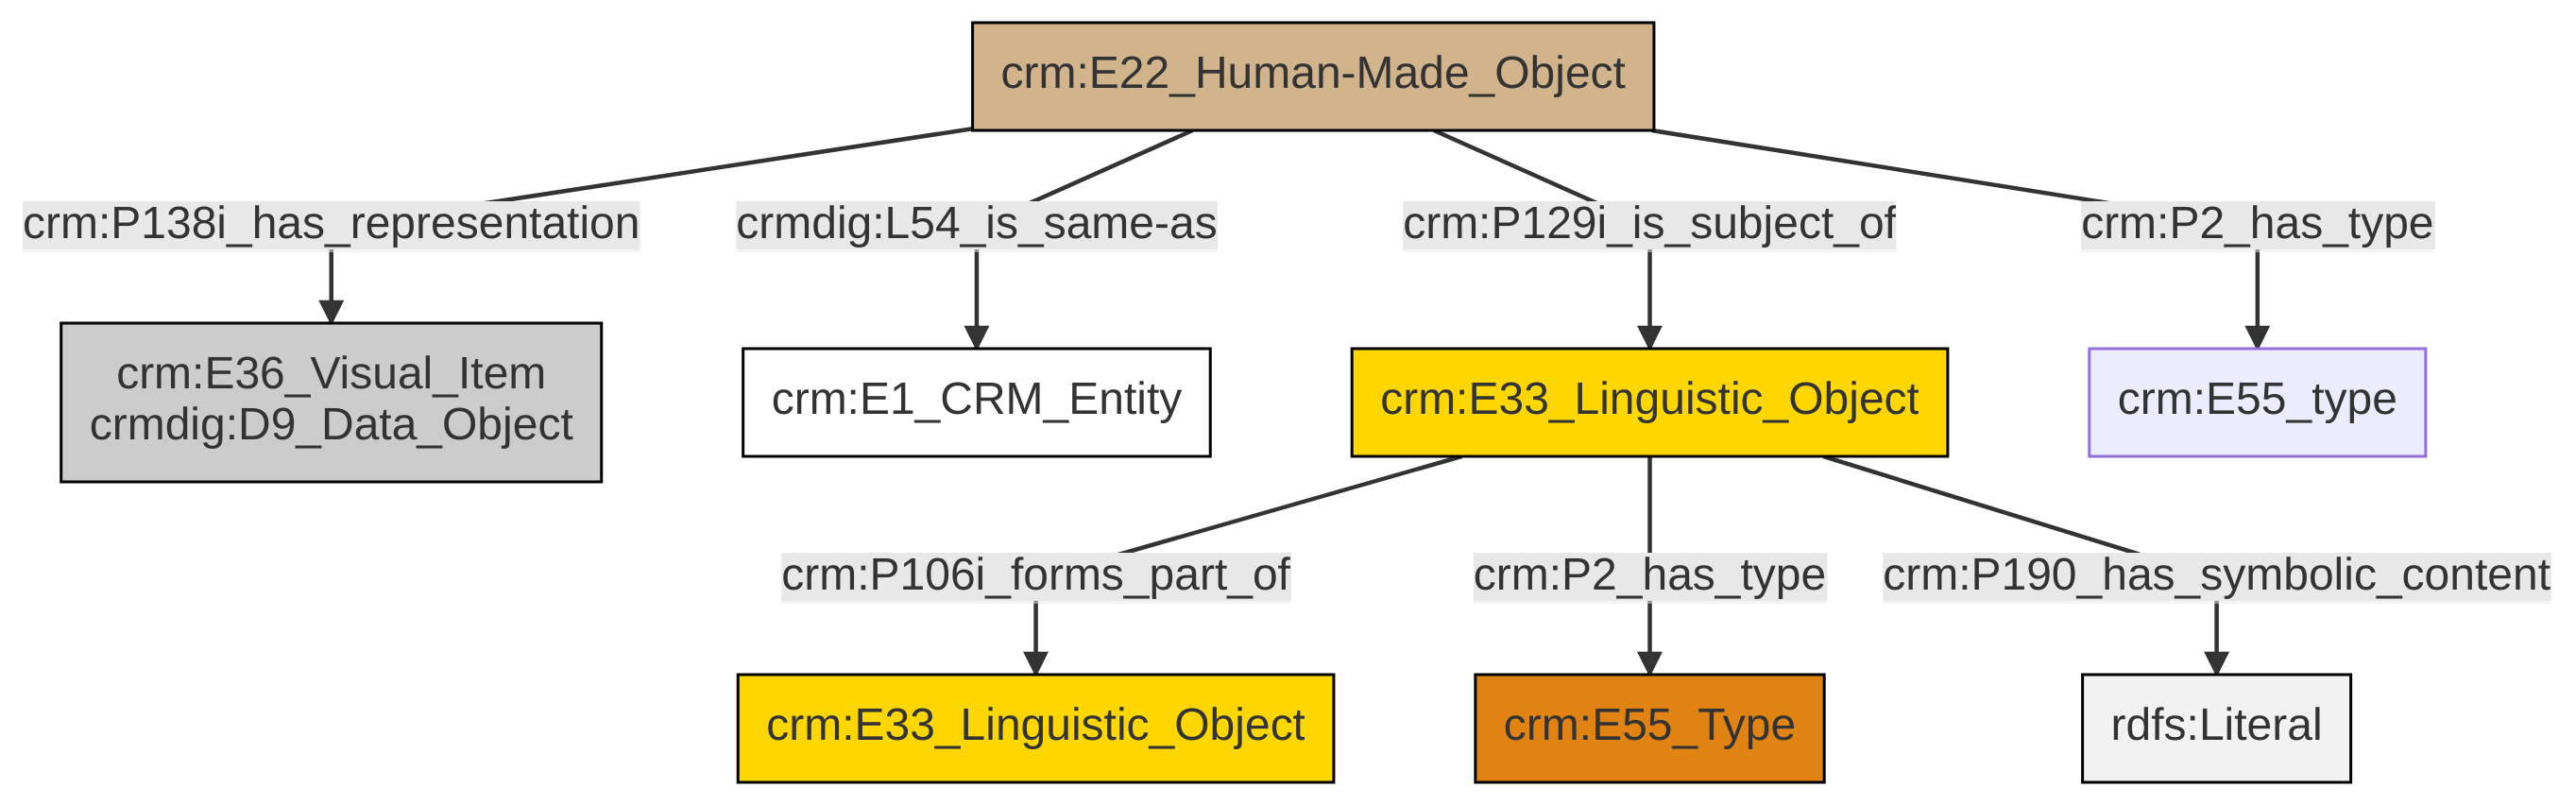 crm:E22_Human-Made_Object
crm:P138i_has_representation
crmdig:L54_is_same-as
crm:P129i_is_subject_of
crm:P2_has_type
crm:E36_Visual_Item
crmdig:D9_Data_Object
crm:E1_CRM_Entity
crm:E33_Linguistic_Object
crm:E55_type
crm:P106i_forms_part_of
crm:P2_has_type
crm:P190_has_symbolic_content
crm:E33_Linguistic_Object
crm:E55_Type
rdfs:Literal